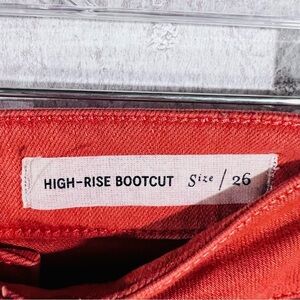 HIGH-RISE BOOTCUT Size / 26